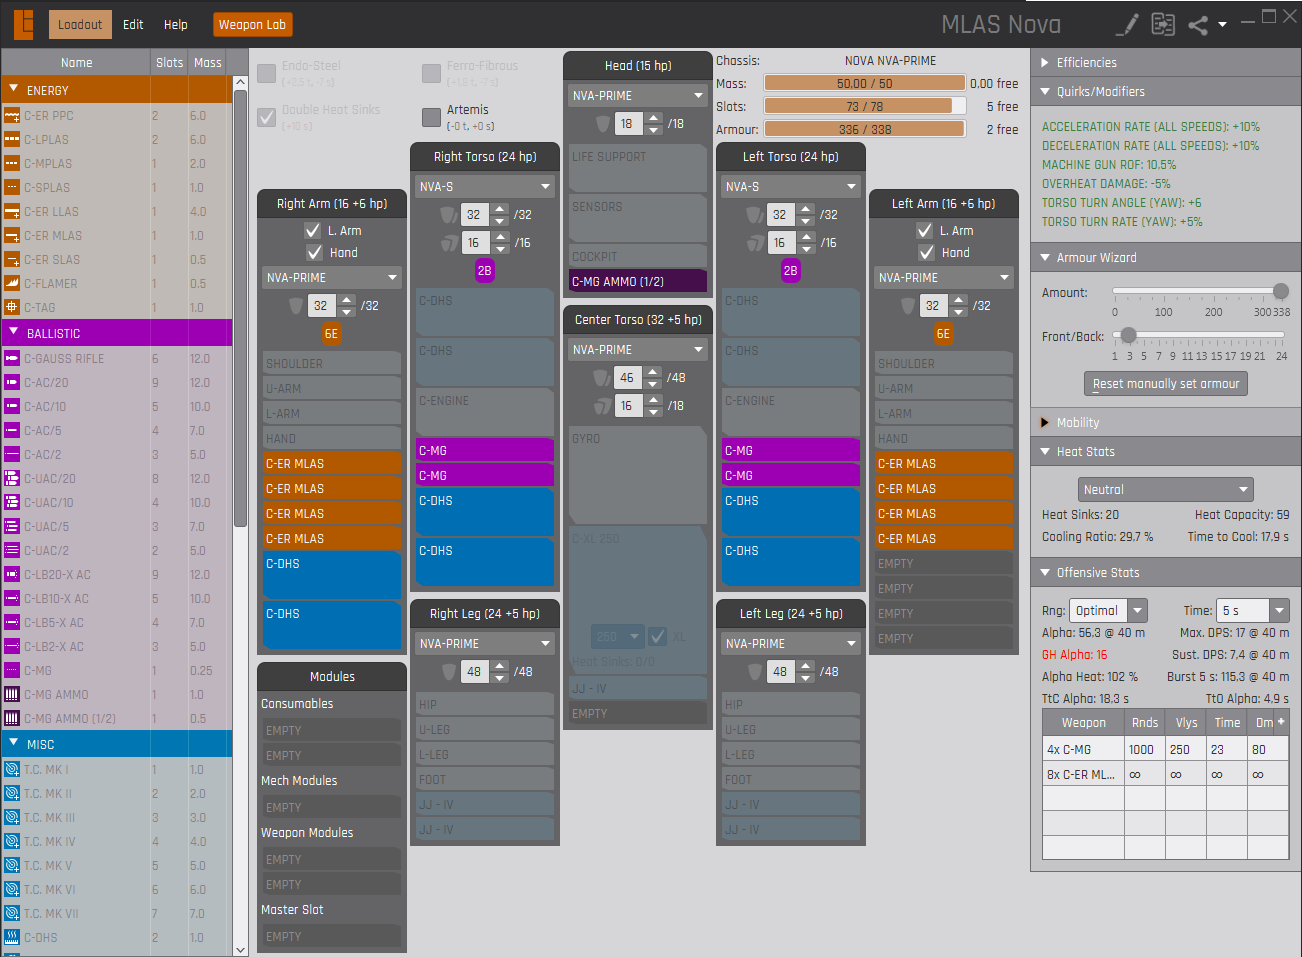 Loadout Edit Help Weapon Lab MLAS Nova
Name Slots Mass
ENERGY
C-ER PPC 2 6.0
C-LPLAS 2 6.0
C-MPLAS 1 2.0
C-SPLAS 1 1.0
C-ER LLAS 1 4.0
C-ER MLAS 1 1.0
C-ER SLAS 1 0.5
C-FLAMER 1 0.5
C-TAG 1 1.0
BALLISTIC
C-GAUSS RIFLE 6 12.0
C-AC/20 9 12.0
C-AC/10 5 10.0
C-AC/5 4 7.0
C-AC/2 3 5.0
C-UAC/20 8 12.0
C-UAC/10 4 10.0
C-UAC/5 3 7.0
C-UAC/2 2 5.0
C-LB20-X AC 9 12.0
C-LB10-X AC 5 10.0
C-LB5-X AC 4 7.0
C-LB2-X AC 3 5.0
C-MG 1 0.25
C-MG AMMO 1 1.0
C-MG AMMO (1/2) 1 0.5
MISC
T.C. MK I 1 1.0
T.C. MK II 2 2.0
T.C. MK III 3 3.0
T.C. MK IV 4 4.0
T.C. MK V 5 5.0
T.C. MK VI 6 6.0
T.C. MK VII 7 7.0
C-DHS 2 1.0
Endo-Steel
(+2.5 t, -7 s)
Ferro-Fibrous
(+1.8 t, -7 s)
Double Heat Sinks
(+10 s)
Artemis
(-0 t, +0 s)
Right Arm (16 +6 hp)
L. Arm
Hand
NVA-PRIME
32 /32
6E
SHOULDER
U-ARM
L-ARM
HAND
C-ER MLAS
C-ER MLAS
C-ER MLAS
C-ER MLAS
C-DHS
C-DHS
Modules
Consumables
EMPTY
EMPTY
Mech Modules
EMPTY
Weapon Modules
EMPTY
EMPTY
Master Slot
EMPTY
Right Torso (24 hp)
NVA-S
32 /32
16 /16
2B
C-DHS
C-DHS
C-ENGINE
C-MG
C-MG
C-DHS
C-DHS
Right Leg (24 +5 hp)
NVA-PRIME
48 /48
HIP
U-LEG
L-LEG
FOOT
JJ - IV
JJ - IV
Head (15 hp)
NVA-PRIME
18 /18
LIFE SUPPORT
SENSORS
COCKPIT
C-MG AMMO (1/2)
Center Torso (32 +5 hp)
NVA-PRIME
46 /48
16 /18
GYRO
C-XL 250
250 XL
Heat Sinks: 0/0
JJ - IV
EMPTY
Chassis: NOVA NVA-PRIME
Mass: 50.00 / 50 0.00 free
Slots: 73 / 78 5 free
Armour: 336 / 338 2 free
Left Torso (24 hp)
NVA-S
32 /32
16 /16
2B
C-DHS
C-DHS
C-ENGINE
C-MG
C-MG
C-DHS
C-DHS
Left Leg (24 +5 hp)
NVA-PRIME
48 /48
HIP
U-LEG
L-LEG
FOOT
JJ - IV
JJ - IV
Left Arm (16 +6 hp)
L. Arm
Hand
NVA-PRIME
32 /32
6E
SHOULDER
U-ARM
L-ARM
HAND
C-ER MLAS
C-ER MLAS
C-ER MLAS
C-ER MLAS
EMPTY
EMPTY
EMPTY
EMPTY
Efficiencies
Quirks/Modifiers
ACCELERATION RATE (ALL SPEEDS): +10%
DECELERATION RATE (ALL SPEEDS): +10%
MACHINE GUN ROF: 10.5%
OVERHEAT DAMAGE: -5%
TORSO TURN ANGLE (YAW): +6
TORSO TURN RATE (YAW): +5%
Armour Wizard
Amount:
0 100 200 300 338
Front/Back:
1 3 5 7 9 11 13 15 17 19 21 24
Reset manually set armour
Mobility
Heat Stats
Neutral
Heat Sinks: 20 Heat Capacity: 59
Cooling Ratio: 29.7 % Time to Cool: 17.9 s
Offensive Stats
Rng: Optimal Time: 5 s
Alpha: 56.3 @ 40 m Max. DPS: 17 @ 40 m
GH Alpha: 16 Sust. DPS: 7.4 @ 40 m
Alpha Heat: 102 % Burst 5 s: 115.3 @ 40 m
TtC Alpha: 18.3 s TtO Alpha: 4.9 s
Weapon Rnds Vlys Time Dm +
4x C-MG 1000 250 23 80
8x C-ER ML... ∞ ∞ ∞ ∞